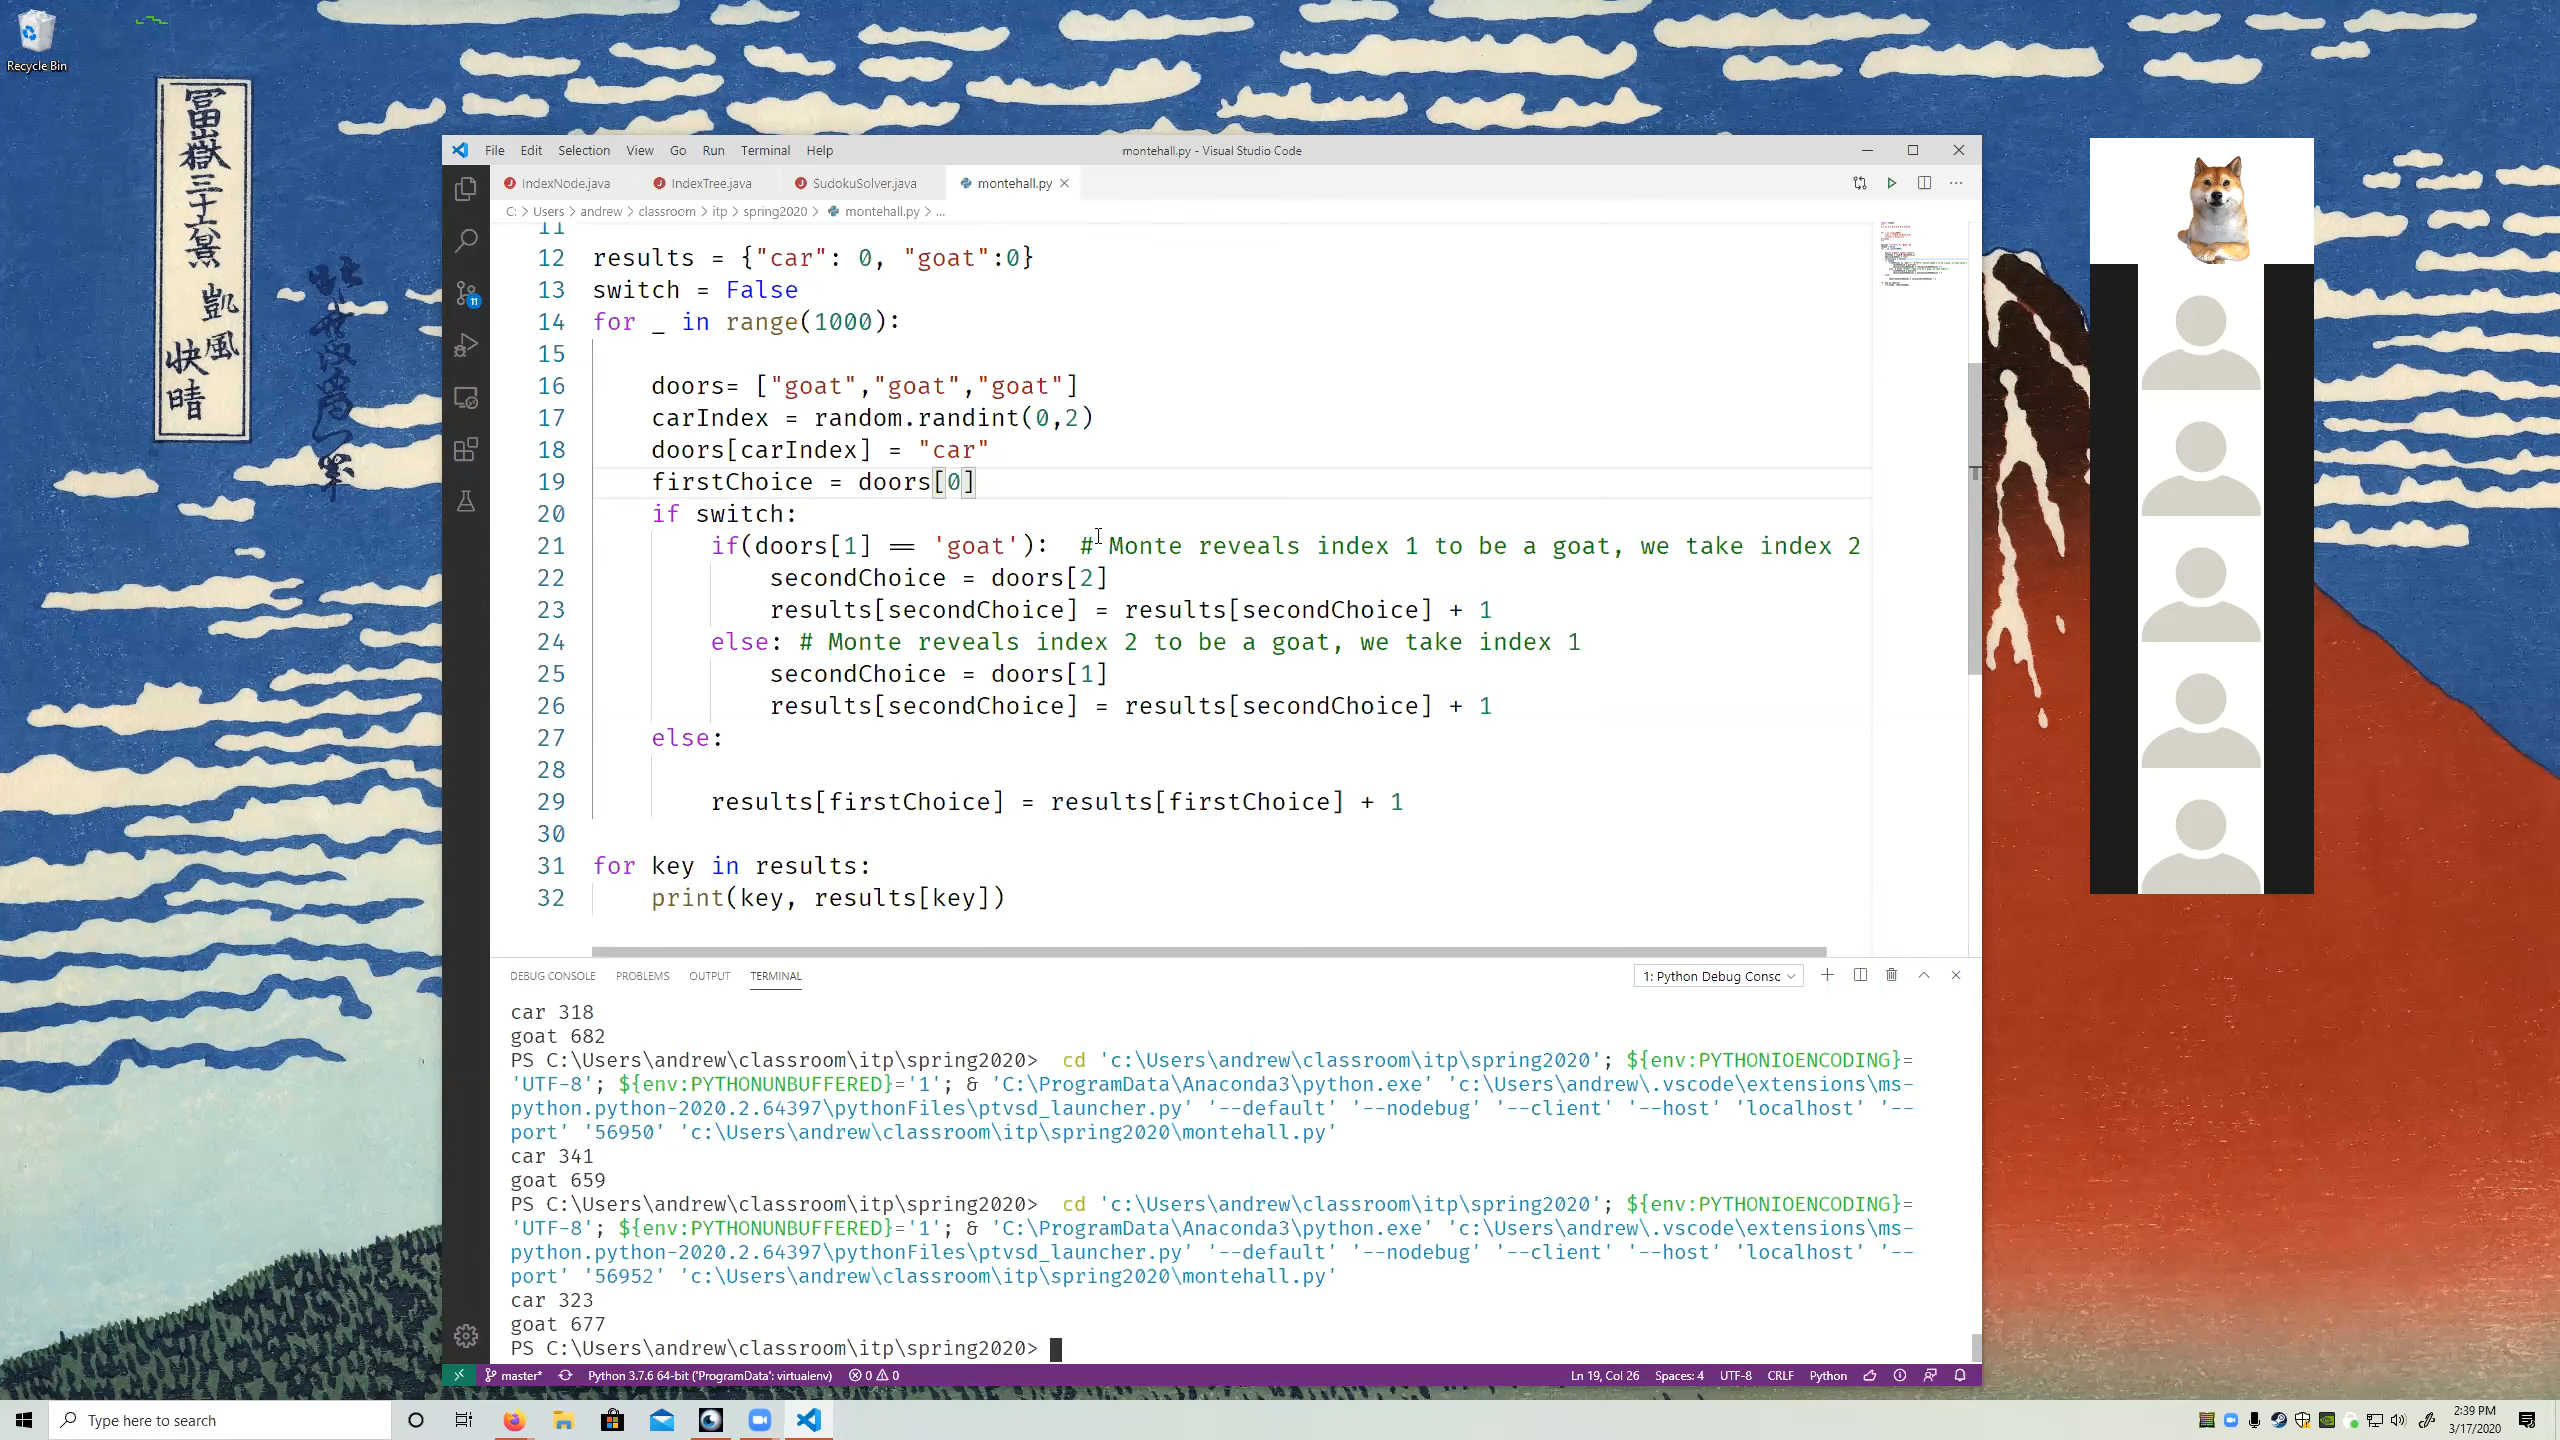 Recycle Bin
冨嶽三十六景
凱風
快晴
File Edit Selection View Go Run Terminal Help
montehall.py - Visual Studio Code
IndexNode.java
IndexTree.java
SudokuSolver.java
montehall.py
C: > Users > andrew > classroom > itp > spring2020 > montehall.py > ...
11
12 results = {"car": 0, "goat":0}
13 switch = False
14 for _ in range(1000):
15
16 doors= ["goat","goat","goat"]
17 carIndex = random.randint(0,2)
18 doors[carIndex] = "car"
19 firstChoice = doors[0]
20 if switch:
21 if(doors[1] == 'goat'): # Monte reveals index 1 to be a goat, we take index 2
22 secondChoice = doors[2]
23 results[secondChoice] = results[secondChoice] + 1
24 else: # Monte reveals index 2 to be a goat, we take index 1
25 secondChoice = doors[1]
26 results[secondChoice] = results[secondChoice] + 1
27 else:
28
29 results[firstChoice] = results[firstChoice] + 1
30
31 for key in results:
32 print(key, results[key])
DEBUG CONSOLE PROBLEMS OUTPUT TERMINAL
1: Python Debug Consc
car 318
goat 682
PS C:\Users\andrew\classroom\itp\spring2020> cd 'c:\Users\andrew\classroom\itp\spring2020'; ${env:PYTHONIOENCODING}=
'UTF-8'; ${env:PYTHONUNBUFFERED}='1'; & 'C:\ProgramData\Anaconda3\python.exe' 'c:\Users\andrew\.vscode\extensions\ms-
python.python-2020.2.64397\pythonFiles\ptvsd_launcher.py' '--default' '--nodebug' '--client' '--host' 'localhost' '--
port' '56950' 'c:\Users\andrew\classroom\itp\spring2020\montehall.py'
car 341
goat 659
PS C:\Users\andrew\classroom\itp\spring2020> cd 'c:\Users\andrew\classroom\itp\spring2020'; ${env:PYTHONIOENCODING}=
'UTF-8'; ${env:PYTHONUNBUFFERED}='1'; & 'C:\ProgramData\Anaconda3\python.exe' 'c:\Users\andrew\.vscode\extensions\ms-
python.python-2020.2.64397\pythonFiles\ptvsd_launcher.py' '--default' '--nodebug' '--client' '--host' 'localhost' '--
port' '56952' 'c:\Users\andrew\classroom\itp\spring2020\montehall.py'
car 323
goat 677
PS C:\Users\andrew\classroom\itp\spring2020>
master* Python 3.7.6 64-bit ('ProgramData': virtualenv) 0 0 Ln 19, Col 26 Spaces: 4 UTF-8 CRLF Python
Type here to search
2:39 PM
3/17/2020